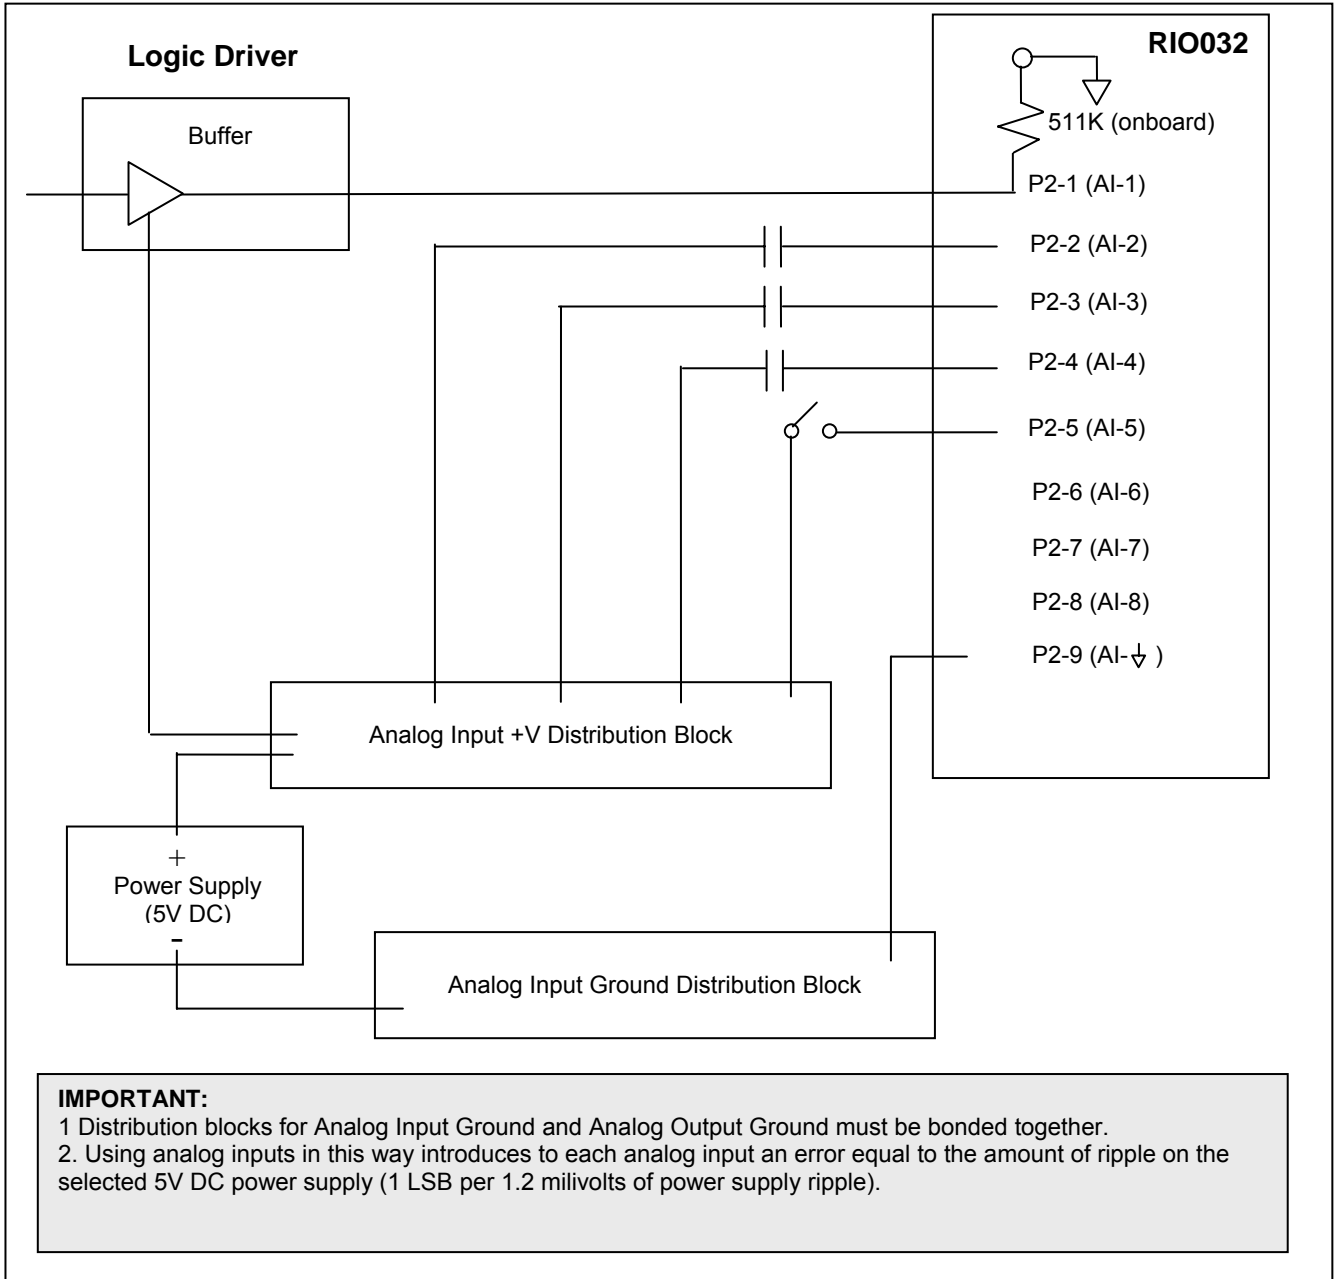 Logic Driver
RIO032
Buffer
511K (onboard)
P2-1 (AI-1)
P2-2 (AI-2)
P2-3 (AI-3)
P2-4 (AI-4)
P2-5 (AI-5)
P2-6 (AI-6)
P2-7 (AI-7)
P2-8 (AI-8)
P2-9 (AI- )
Analog Input +V Distribution Block
+
Power Supply
(5V DC)
-
Analog Input Ground Distribution Block
IMPORTANT:
1 Distribution blocks for Analog Input Ground and Analog Output Ground must be bonded together.
2. Using analog inputs in this way introduces to each analog input an error equal to the amount of ripple on the
selected 5V DC power supply (1 LSB per 1.2 milivolts of power supply ripple).